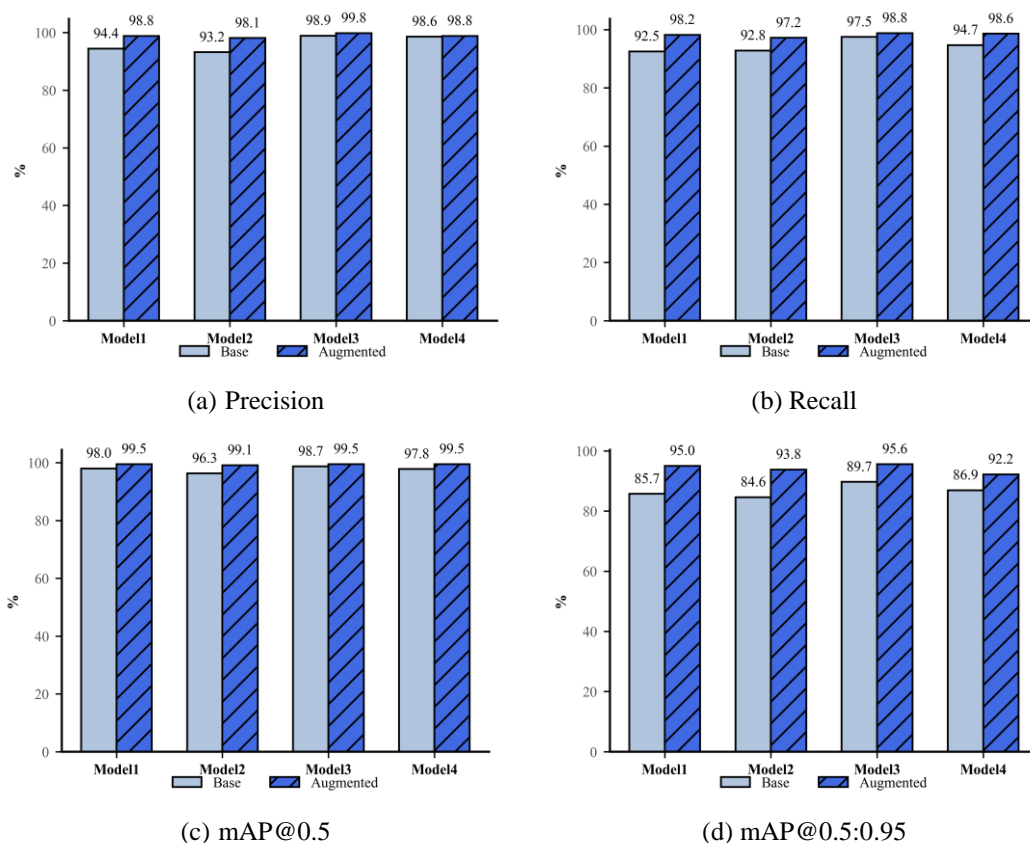 94.4 98.8 93.2 98.1 98.9 99.8 98.6 98.8
100
80
60
40
20
0
%
Model1 Model2 Model3 Model4
Base Augmented
(a) Precision
92.5 98.2 92.8 97.2 97.5 98.8 94.7 98.6
100
80
60
40
20
0
%
Model1 Model2 Model3 Model4
Base Augmented
(b) Recall
98.0 99.5 96.3 99.1 98.7 99.5 97.8 99.5
100
80
60
40
20
0
%
Model1 Model2 Model3 Model4
Base Augmented
(c) mAP@0.5
85.7 95.0 84.6 93.8 89.7 95.6 86.9 92.2
100
80
60
40
20
0
%
Model1 Model2 Model3 Model4
Base Augmented
(d) mAP@0.5:0.95